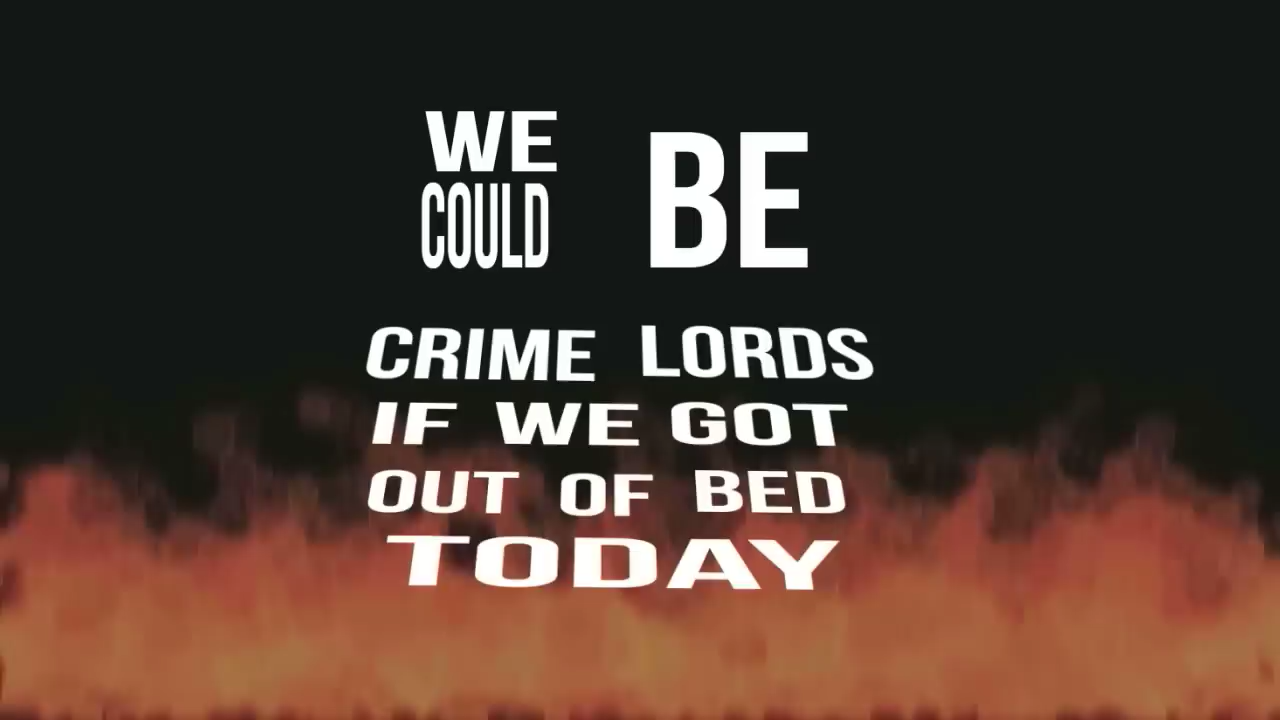 WE
COULD BE
CRIME LORDS
IF WE GOT
OUT OF BED
TODAY